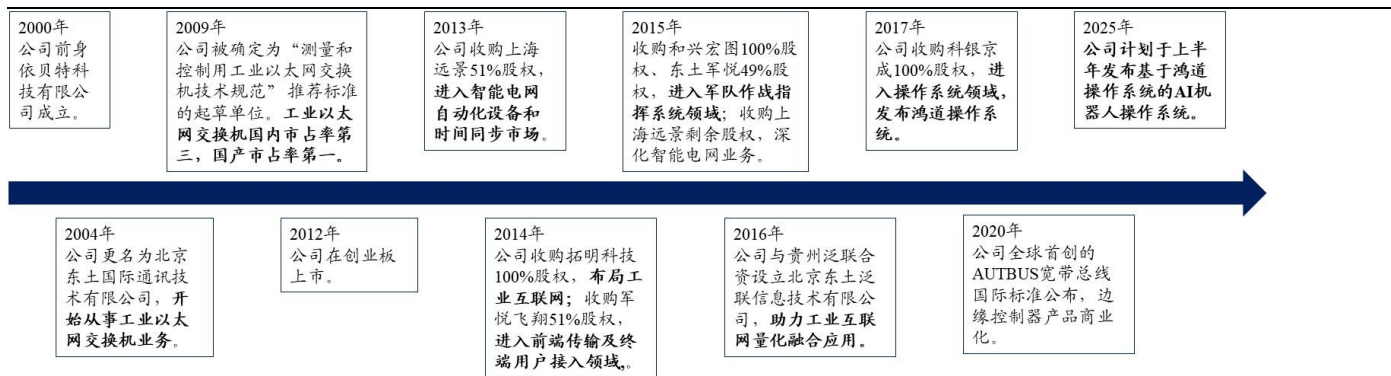 2000年
公司前身
依贝特科
技有限公
司成立。
2009年
公司被确定为“测量和
控制用工业以太网交换
机技术规范”推荐标准
的起草单位。工业以太
网交换机国内市占率第
三，国产市占率第一。
2013年
公司收购上海
远景51%股权，
进入智能电网
自动化设备和
时间同步市场。
2015年
收购和兴宏图100%股
权、东土军悦49%股
权，进入军队作战指
挥系统领域；收购上
海远景剩余股权，深
化智能电网业务。
2017年
公司收购科银京
成100%股权，进
入操作系统领域，
发布鸿道操作系
统。
2025年
公司计划于上半
年发布基于鸿道
操作系统的AI机
器人操作系统。
2004年
公司更名为北京
东土国际通讯技
术有限公司，开
始从事工业以太
网交换机业务。
2012年
公司在创业板
上市。
2014年
公司收购拓明科技
100%股权，布局工
业互联网；收购军
悦飞翔51%股权，
进入前端传输及终
端用户接入领域,。
2016年
公司与贵州泛联合
资设立北京东土泛
联信息技术有限公
司，助力工业互联
网量化融合应用。
2020年
公司全球首创的
AUTBUS宽带总线
国际标准公布，边
缘控制器产品商业
化。